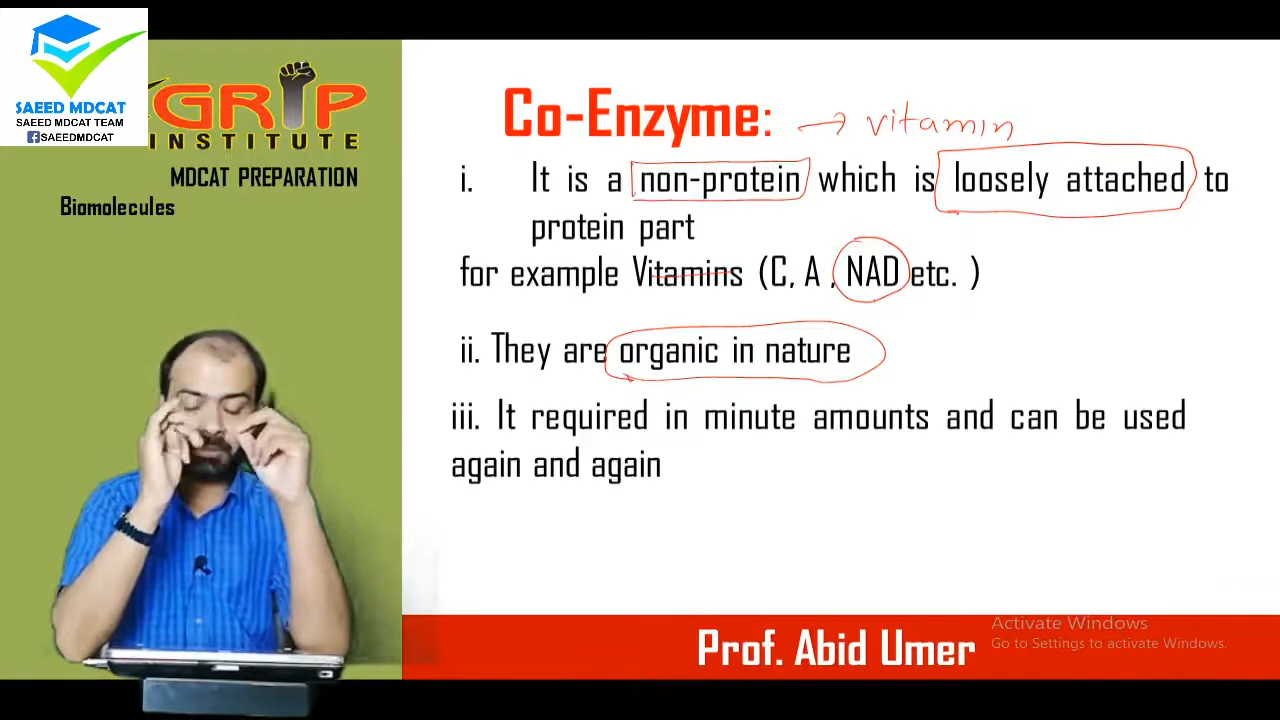 SAEED MDCAT
SAEED MDCAT TEAM
SAEEDMDCAT
GRIP
INSTITUTE
MDCAT PREPARATION
Biomolecules
Co-Enzyme: → vitamin
i. It is a non-protein which is loosely attached to
protein part
for example Vitamins (C, A , NAD etc. )
ii. They are organic in nature
iii. It required in minute amounts and can be used
again and again
Prof. Abid Umer
Activate Windows
Go to Settings to activate Windows.